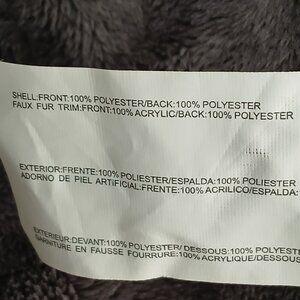 SHELL:FRONT:100% POLYESTER/BACK:100% POLYESTER
FAUX FUR TRIM:FRONT:100% ACRYLIC/BACK:100% POLYESTER
EXTERIOR:FRENTE:100% POLIESTER/ESPALDA:100% POLIESTER
ADORNO DE PIEL ARTIFICIAL:FRENTE:100% ACRILICO/ESPALDA:
EXTERIEUR:DEVANT:100% POLYESTER/ DESSOUS:100% POLYESTE
GARNITURE EN FAUSSE FOURRURE:100% ACRYLIQUE/DESSOUS